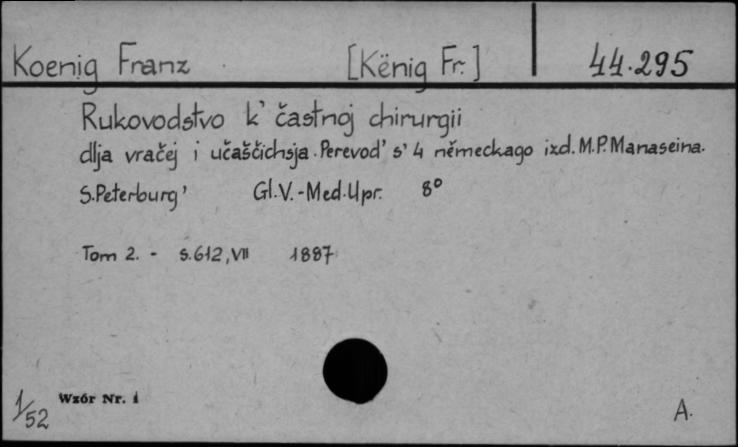 Koenig Franz [Kënig Fr.] 44.295
Rukovodstvo k' častnoj chirurgii
dlja vračej i učaščichsja. Perevod' s' 4 německago izd. M.P. Manaseina.
S.Peterburg' Gl.V.-Med.Upr. 8°
Tom 2. - s.612,VII 1887
1/52 Wzór Nr. 1 A.